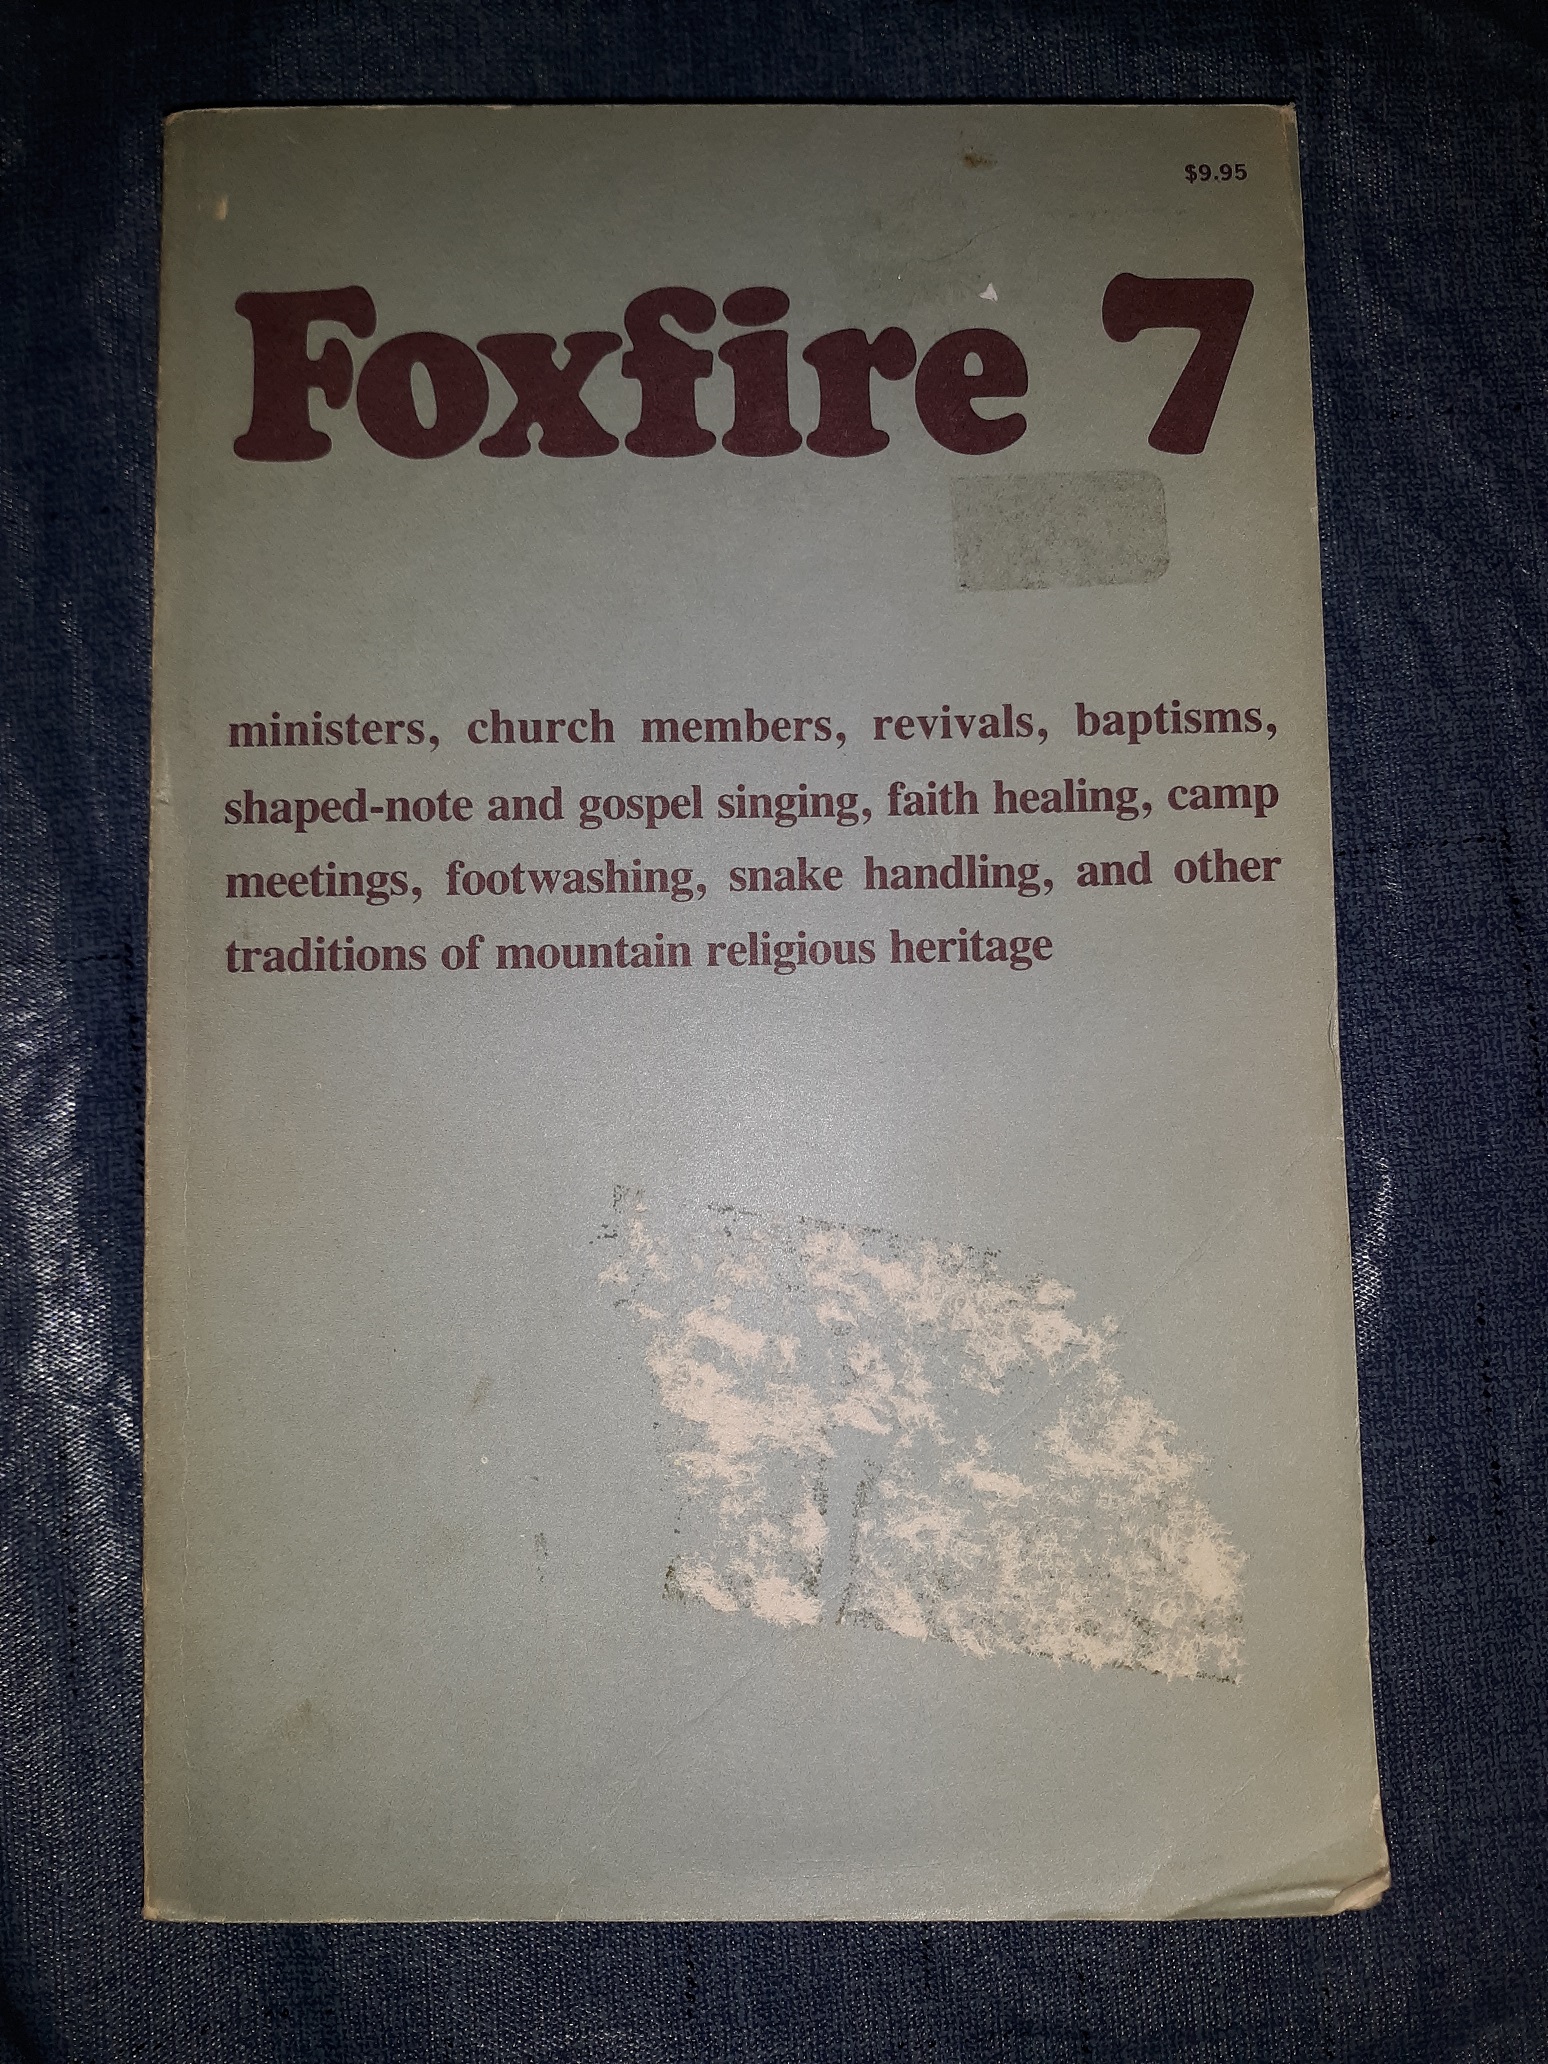 $9.95
Foxfire 7
ministers, church members, revivals, baptisms,
shaped-note and gospel singing, faith healing, camp
meetings, footwashing, snake handling, and other
traditions of mountain religious heritage